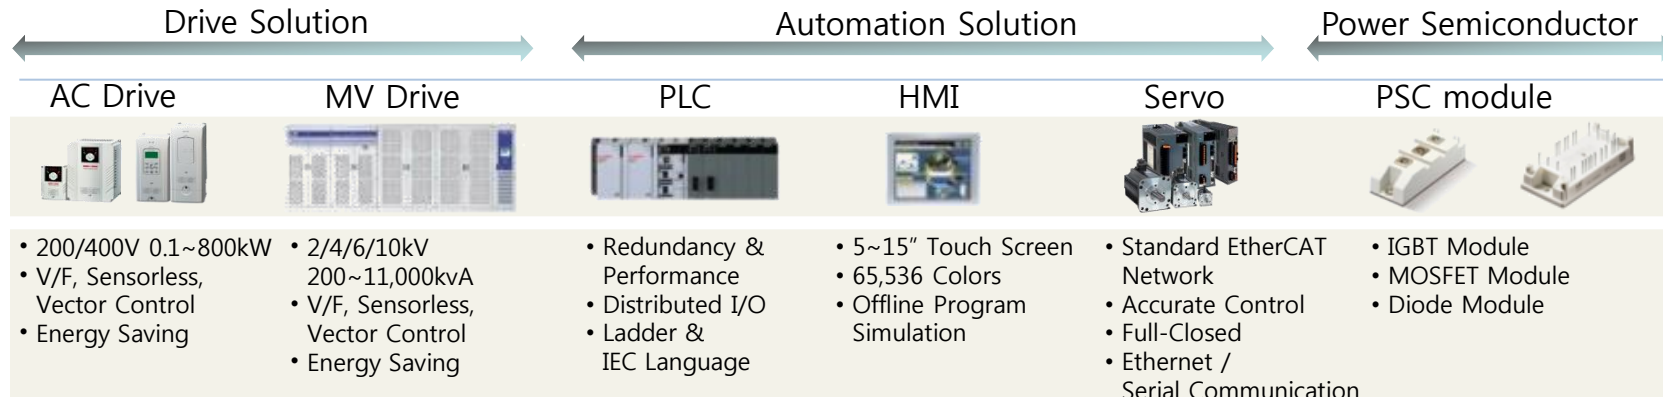 Drive Solution
Automation Solution
Power Semiconductor
AC Drive
MV Drive
PLC
HMI
Servo
PSC module
• 200/400V 0.1~800kW
• V/F, Sensorless,
Vector Control
• Energy Saving
• 2/4/6/10kV
200~11,000kvA
• V/F, Sensorless,
Vector Control
• Energy Saving
• Redundancy &
Performance
• Distributed I/O
• Ladder &
IEC Language
• 5~15” Touch Screen
• 65,536 Colors
• Offline Program
Simulation
• Standard EtherCAT
Network
• Accurate Control
• Full-Closed
• Ethernet /
Serial Communication
• IGBT Module
• MOSFET Module
• Diode Module